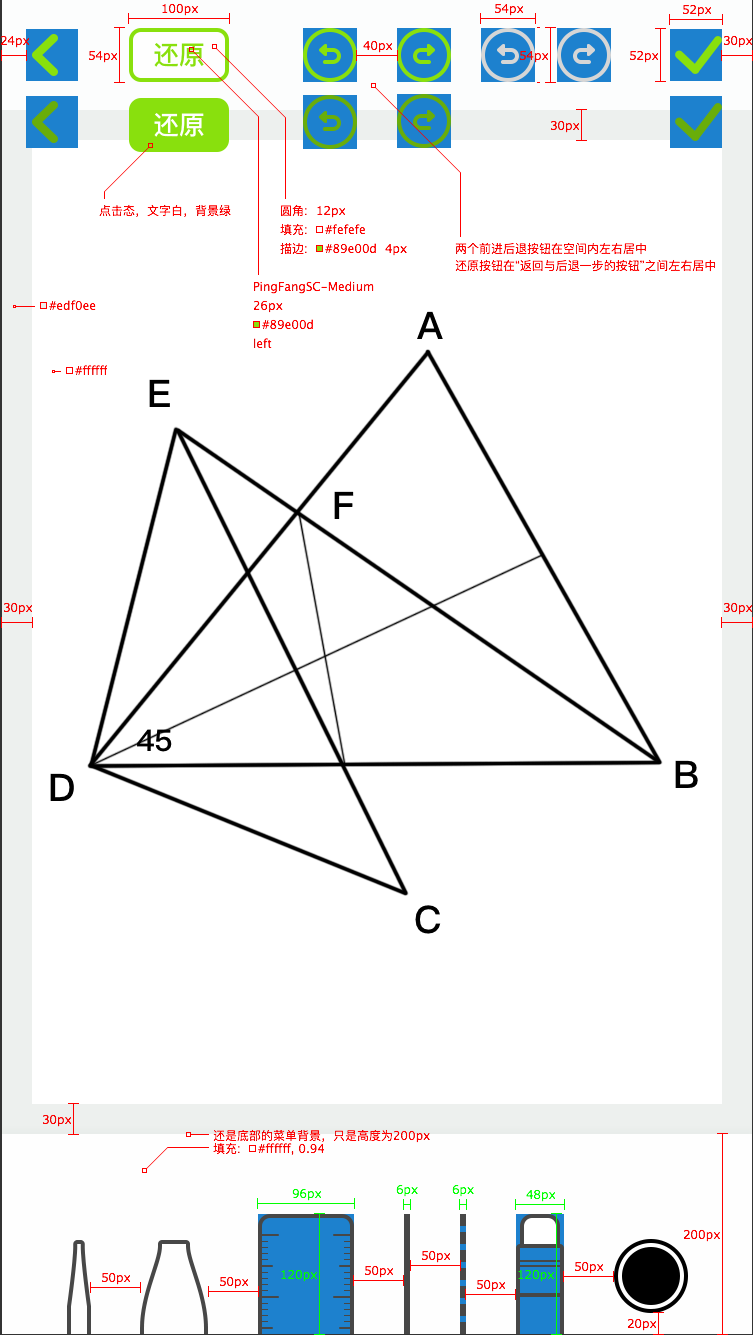 100px
54px
52px
24px
54px
还原
40px
54px
52px
30px
还原
30px
点击态，文字白，背景绿
圆角：12px
填充：#fefefe
描边：#89e00d 4px
两个前进后退按钮在空间内左右居中
还原按钮在“返回与后退一步的按钮”之间左右居中
PingFangSC-Medium
26px
#89e00d
left
#edf0ee
#ffffff
A
E
F
30px
30px
45
D
B
C
30px
还是底部的菜单背景，只是高度为200px
填充：#ffffff, 0.94
96px
6px
6px
48px
200px
50px
50px
120px
50px
50px
50px
120px
50px
20px